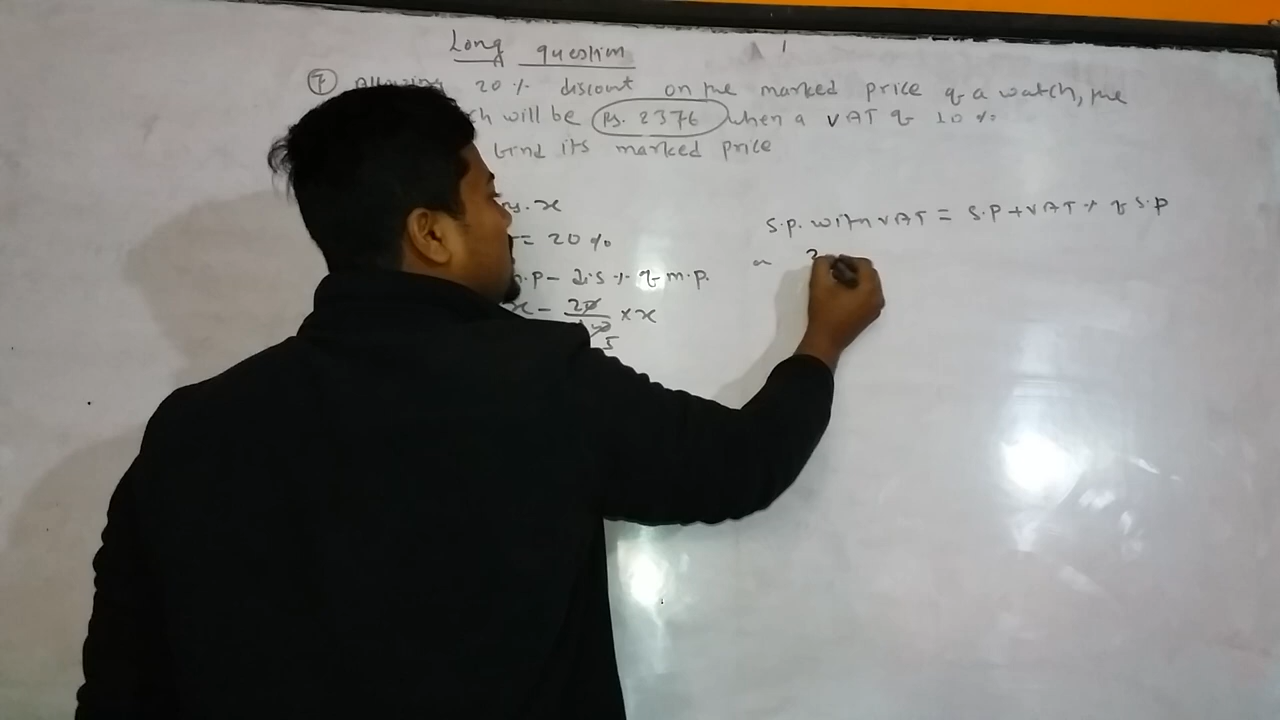 Long question
⑦ Allowing 20 % discount on the marked price of a watch, the
ch will be Rs. 2376 when a VAT of 10 %
find its marked price
x
= 20 %
S.P. with VAT = S.P + VAT % of S.P
m.p - dis % of m.p.
x - 20/100 × x
5